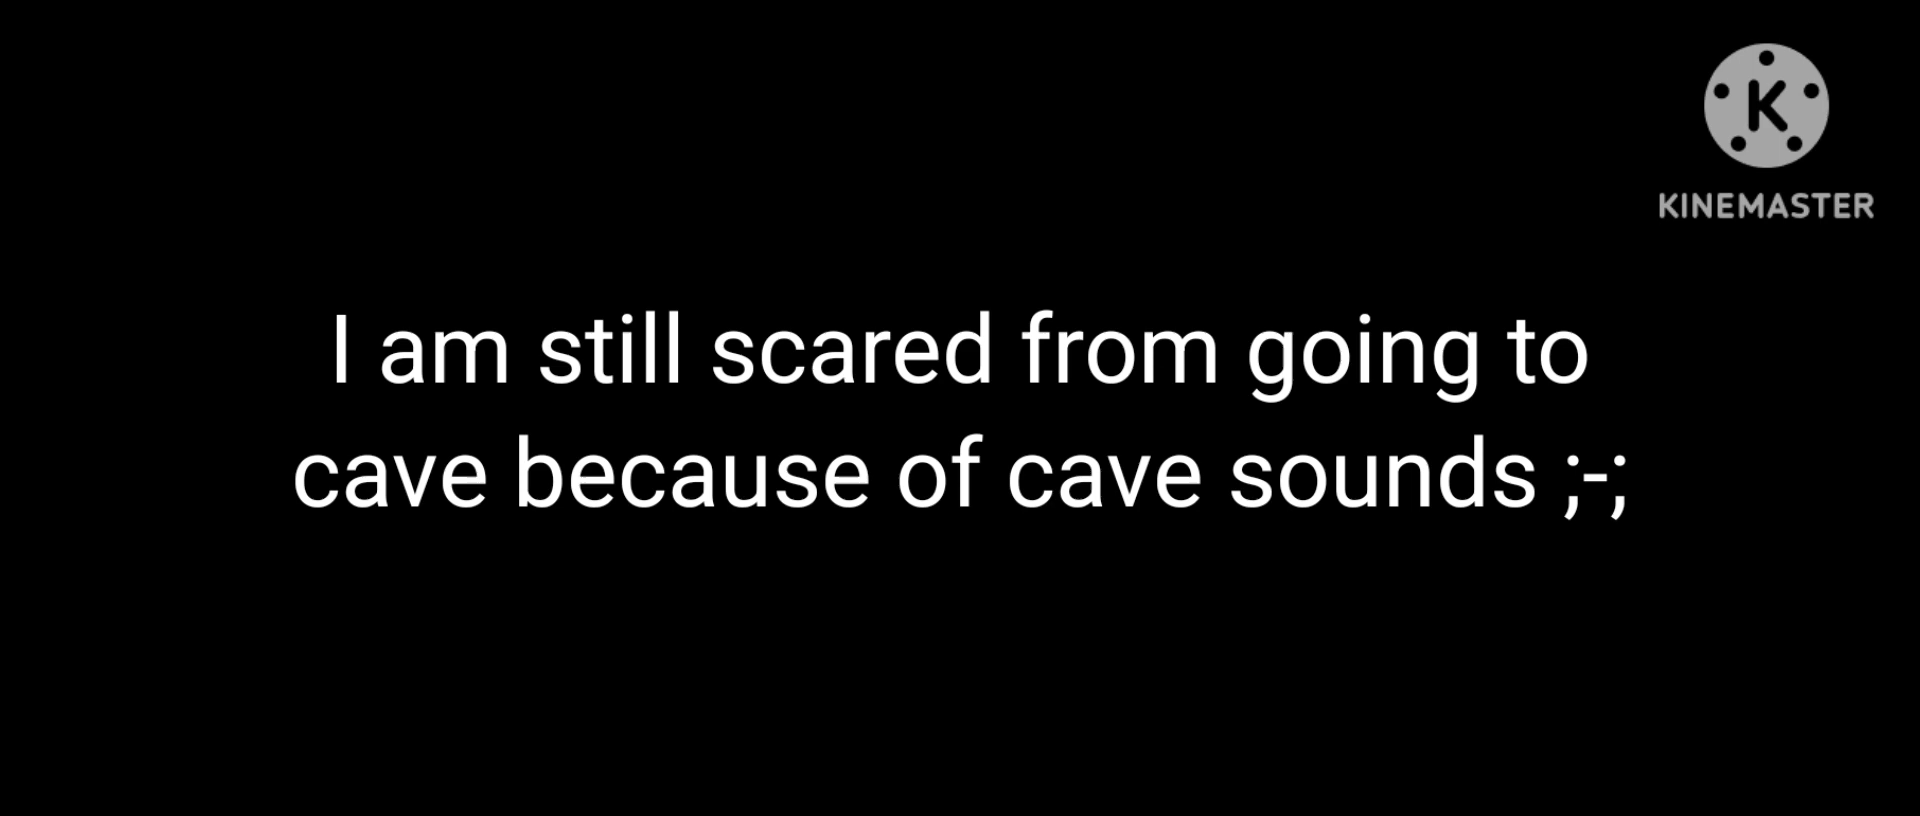 K
KINEMASTER
I am still scared from going to
cave because of cave sounds ;-;